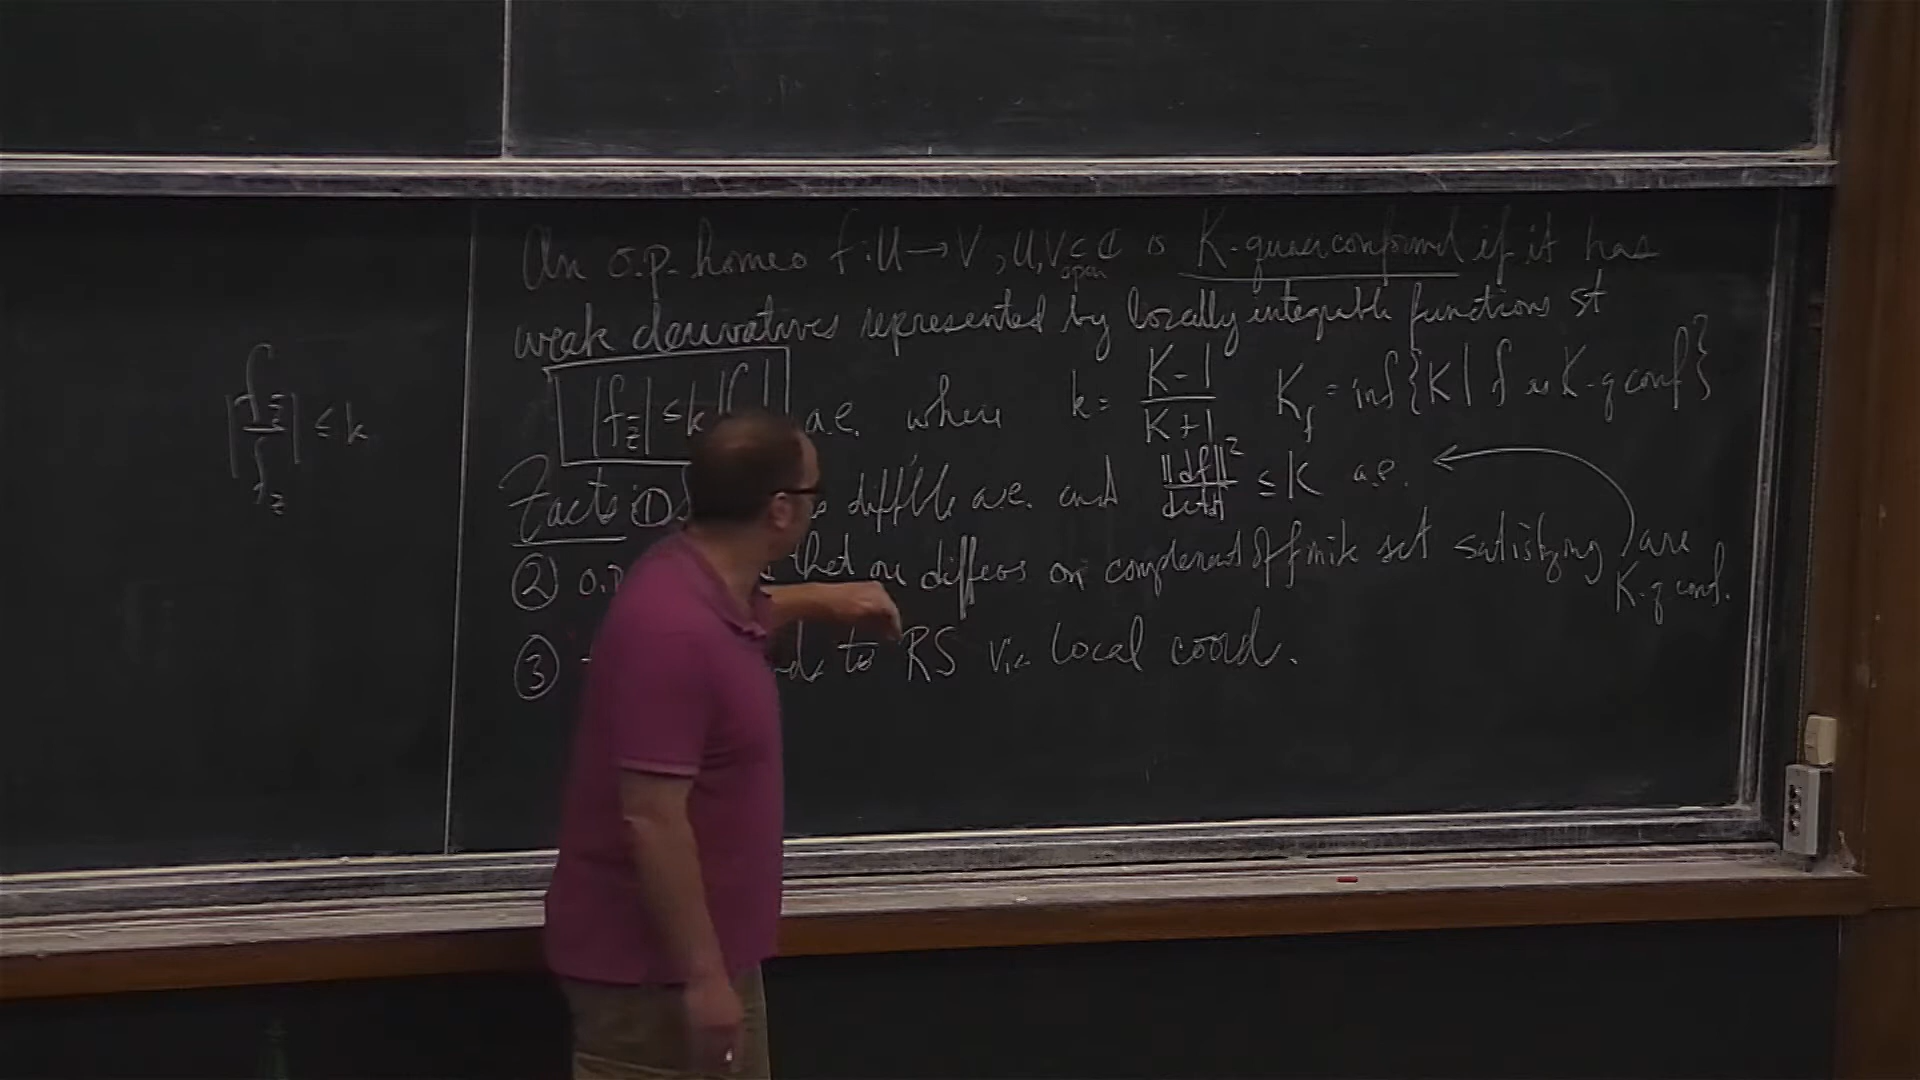 |f_z̄ / f_z| ≤ k
An o.p. homeo f: U → V, U, V ⊆ ℂ is K-quasiconformal if it has
open
weak derivatives represented by locally integrable functions st
|f_z̄| ≤ k a.e. where k = (K-1)/(K+1) K_f = inf{K | f is K-q conf}
Facts: ① diff'ble a.e. and ||df||²/det df ≤ K a.e.
② o.p. that are diffeos on complement of finite set satisfying are
K-q conf.
③ to RS via local coord.